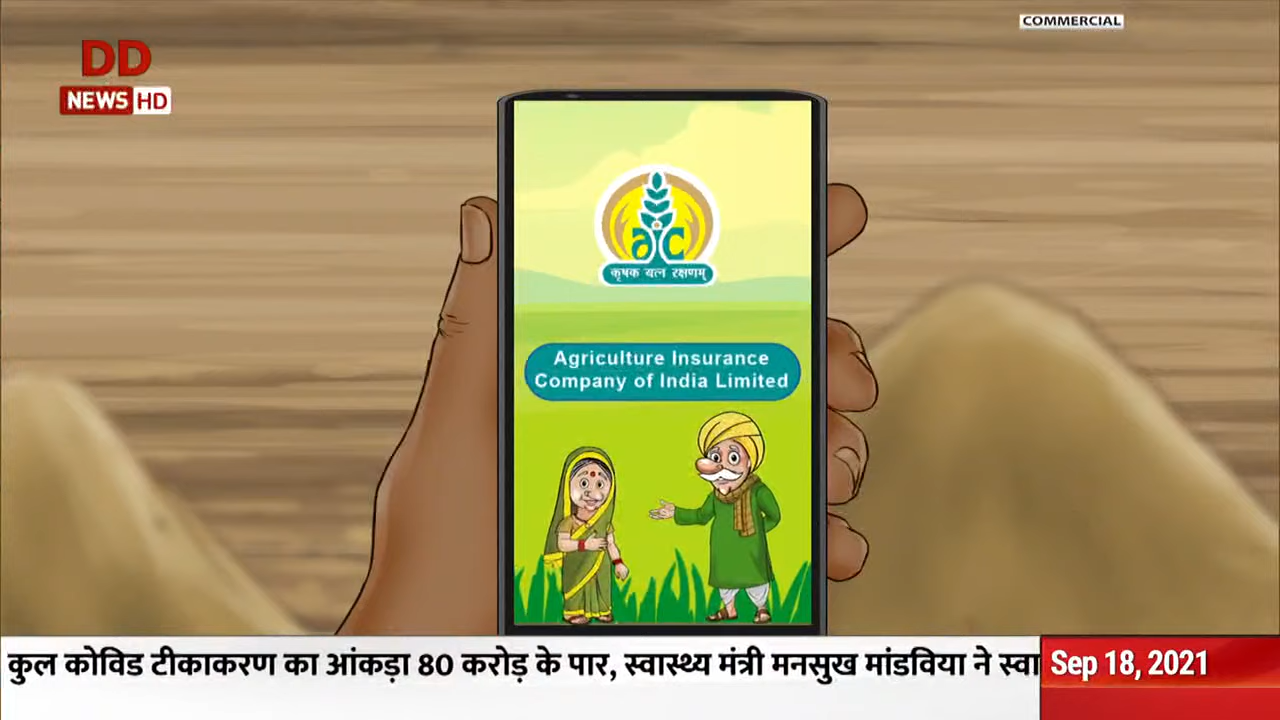 COMMERCIAL
DD
NEWS HD
aic
कृषक यत्न रक्षणम्
Agriculture Insurance
Company of India Limited
कुल कोविड टीकाकरण का आंकड़ा 80 करोड़ के पार, स्वास्थ्य मंत्री मनसुख मांडविया ने स्वा
Sep 18, 2021